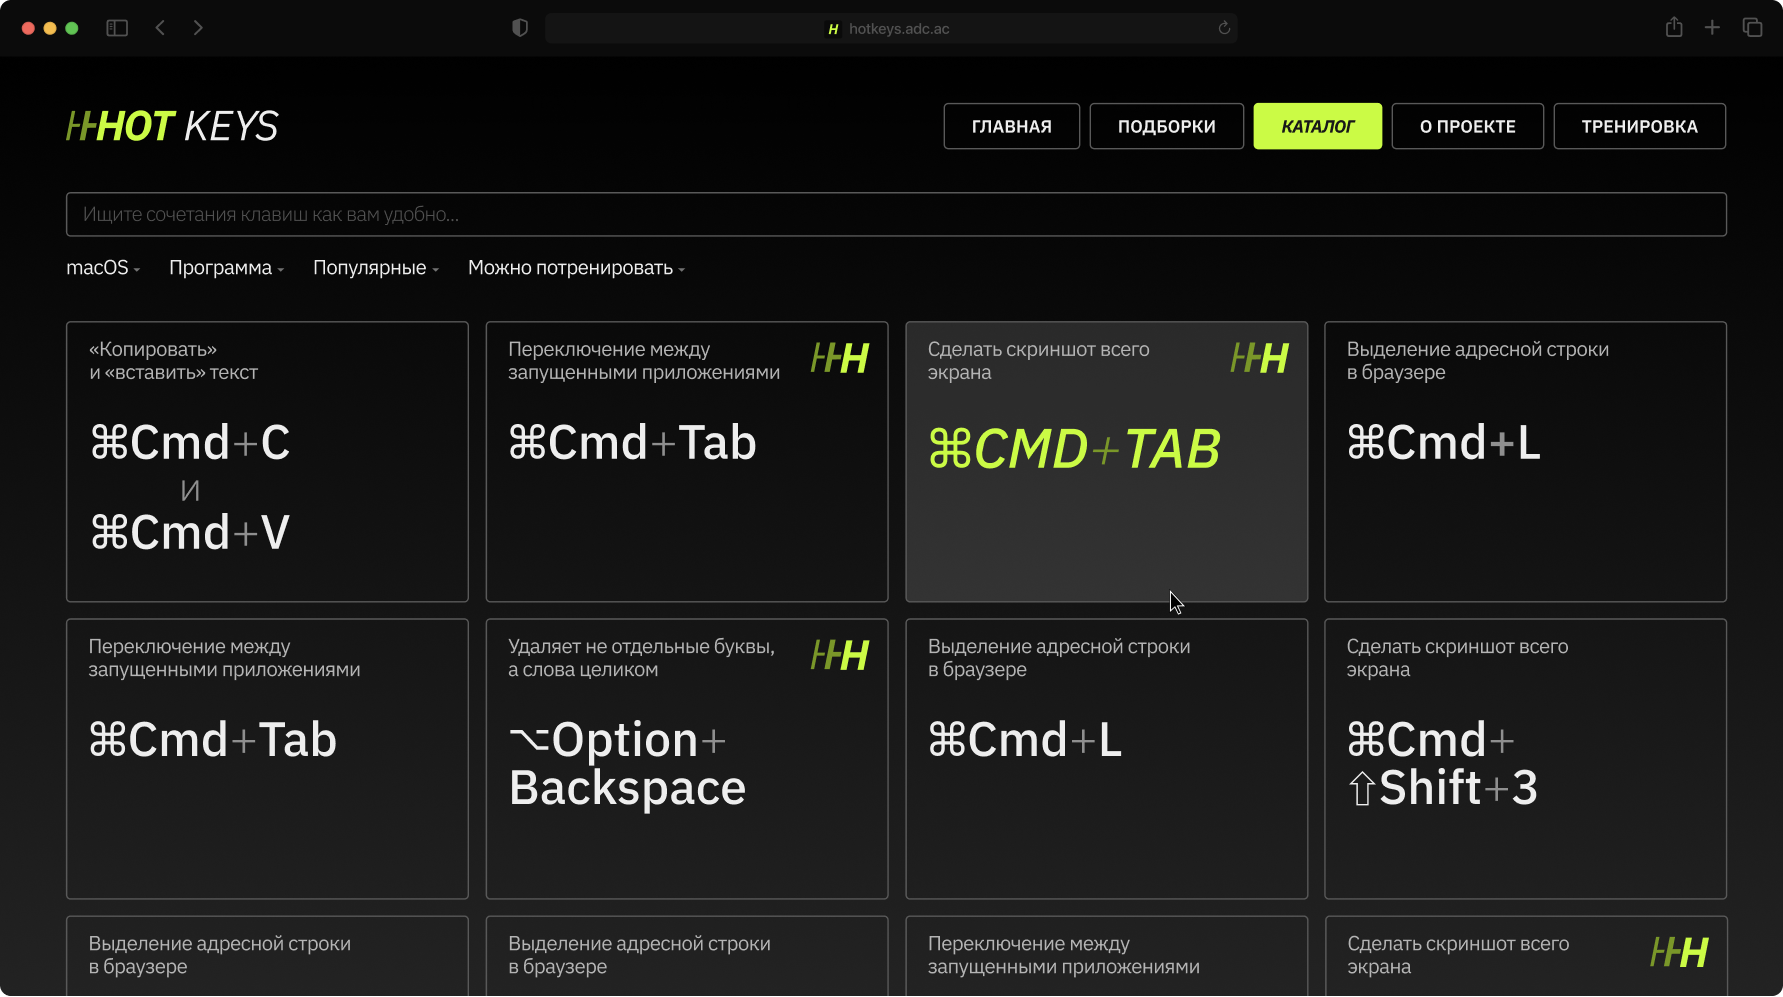 H hotkeys.adc.ac
HOT KEYS
ГЛАВНАЯ
ПОДБОРКИ
КАТАЛОГ
О ПРОЕКТЕ
ТРЕНИРОВКА
Ищите сочетания клавиш как вам удобно...
macOS
Программа
Популярные
Можно потренировать
«Копировать»
и «вставить» текст
⌘Cmd+C
И
⌘Cmd+V
Переключение между
запущенными приложениями
H
⌘Cmd+Tab
Сделать скриншот всего
экрана
H
⌘CMD+TAB
Выделение адресной строки
в браузере
⌘Cmd+L
Переключение между
запущенными приложениями
⌘Cmd+Tab
Удаляет не отдельные буквы,
а слова целиком
H
⌥Option+
Backspace
Выделение адресной строки
в браузере
⌘Cmd+L
Сделать скриншот всего
экрана
⌘Cmd+
⇧Shift+3
Выделение адресной строки
в браузере
Выделение адресной строки
в браузере
Переключение между
запущенными приложениями
Сделать скриншот всего
экрана
H